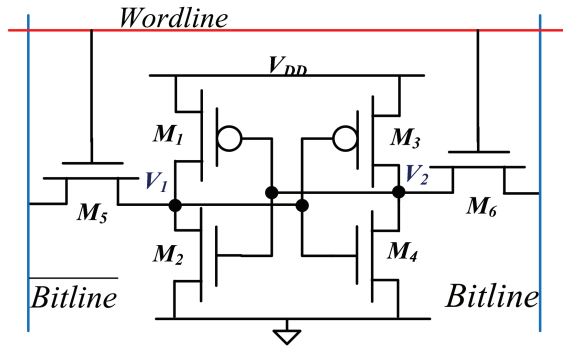 Wordline
V_DD
M_1
M_3
V_1
V_2
M_5
M_6
M_2
M_4
Bitline
Bitline